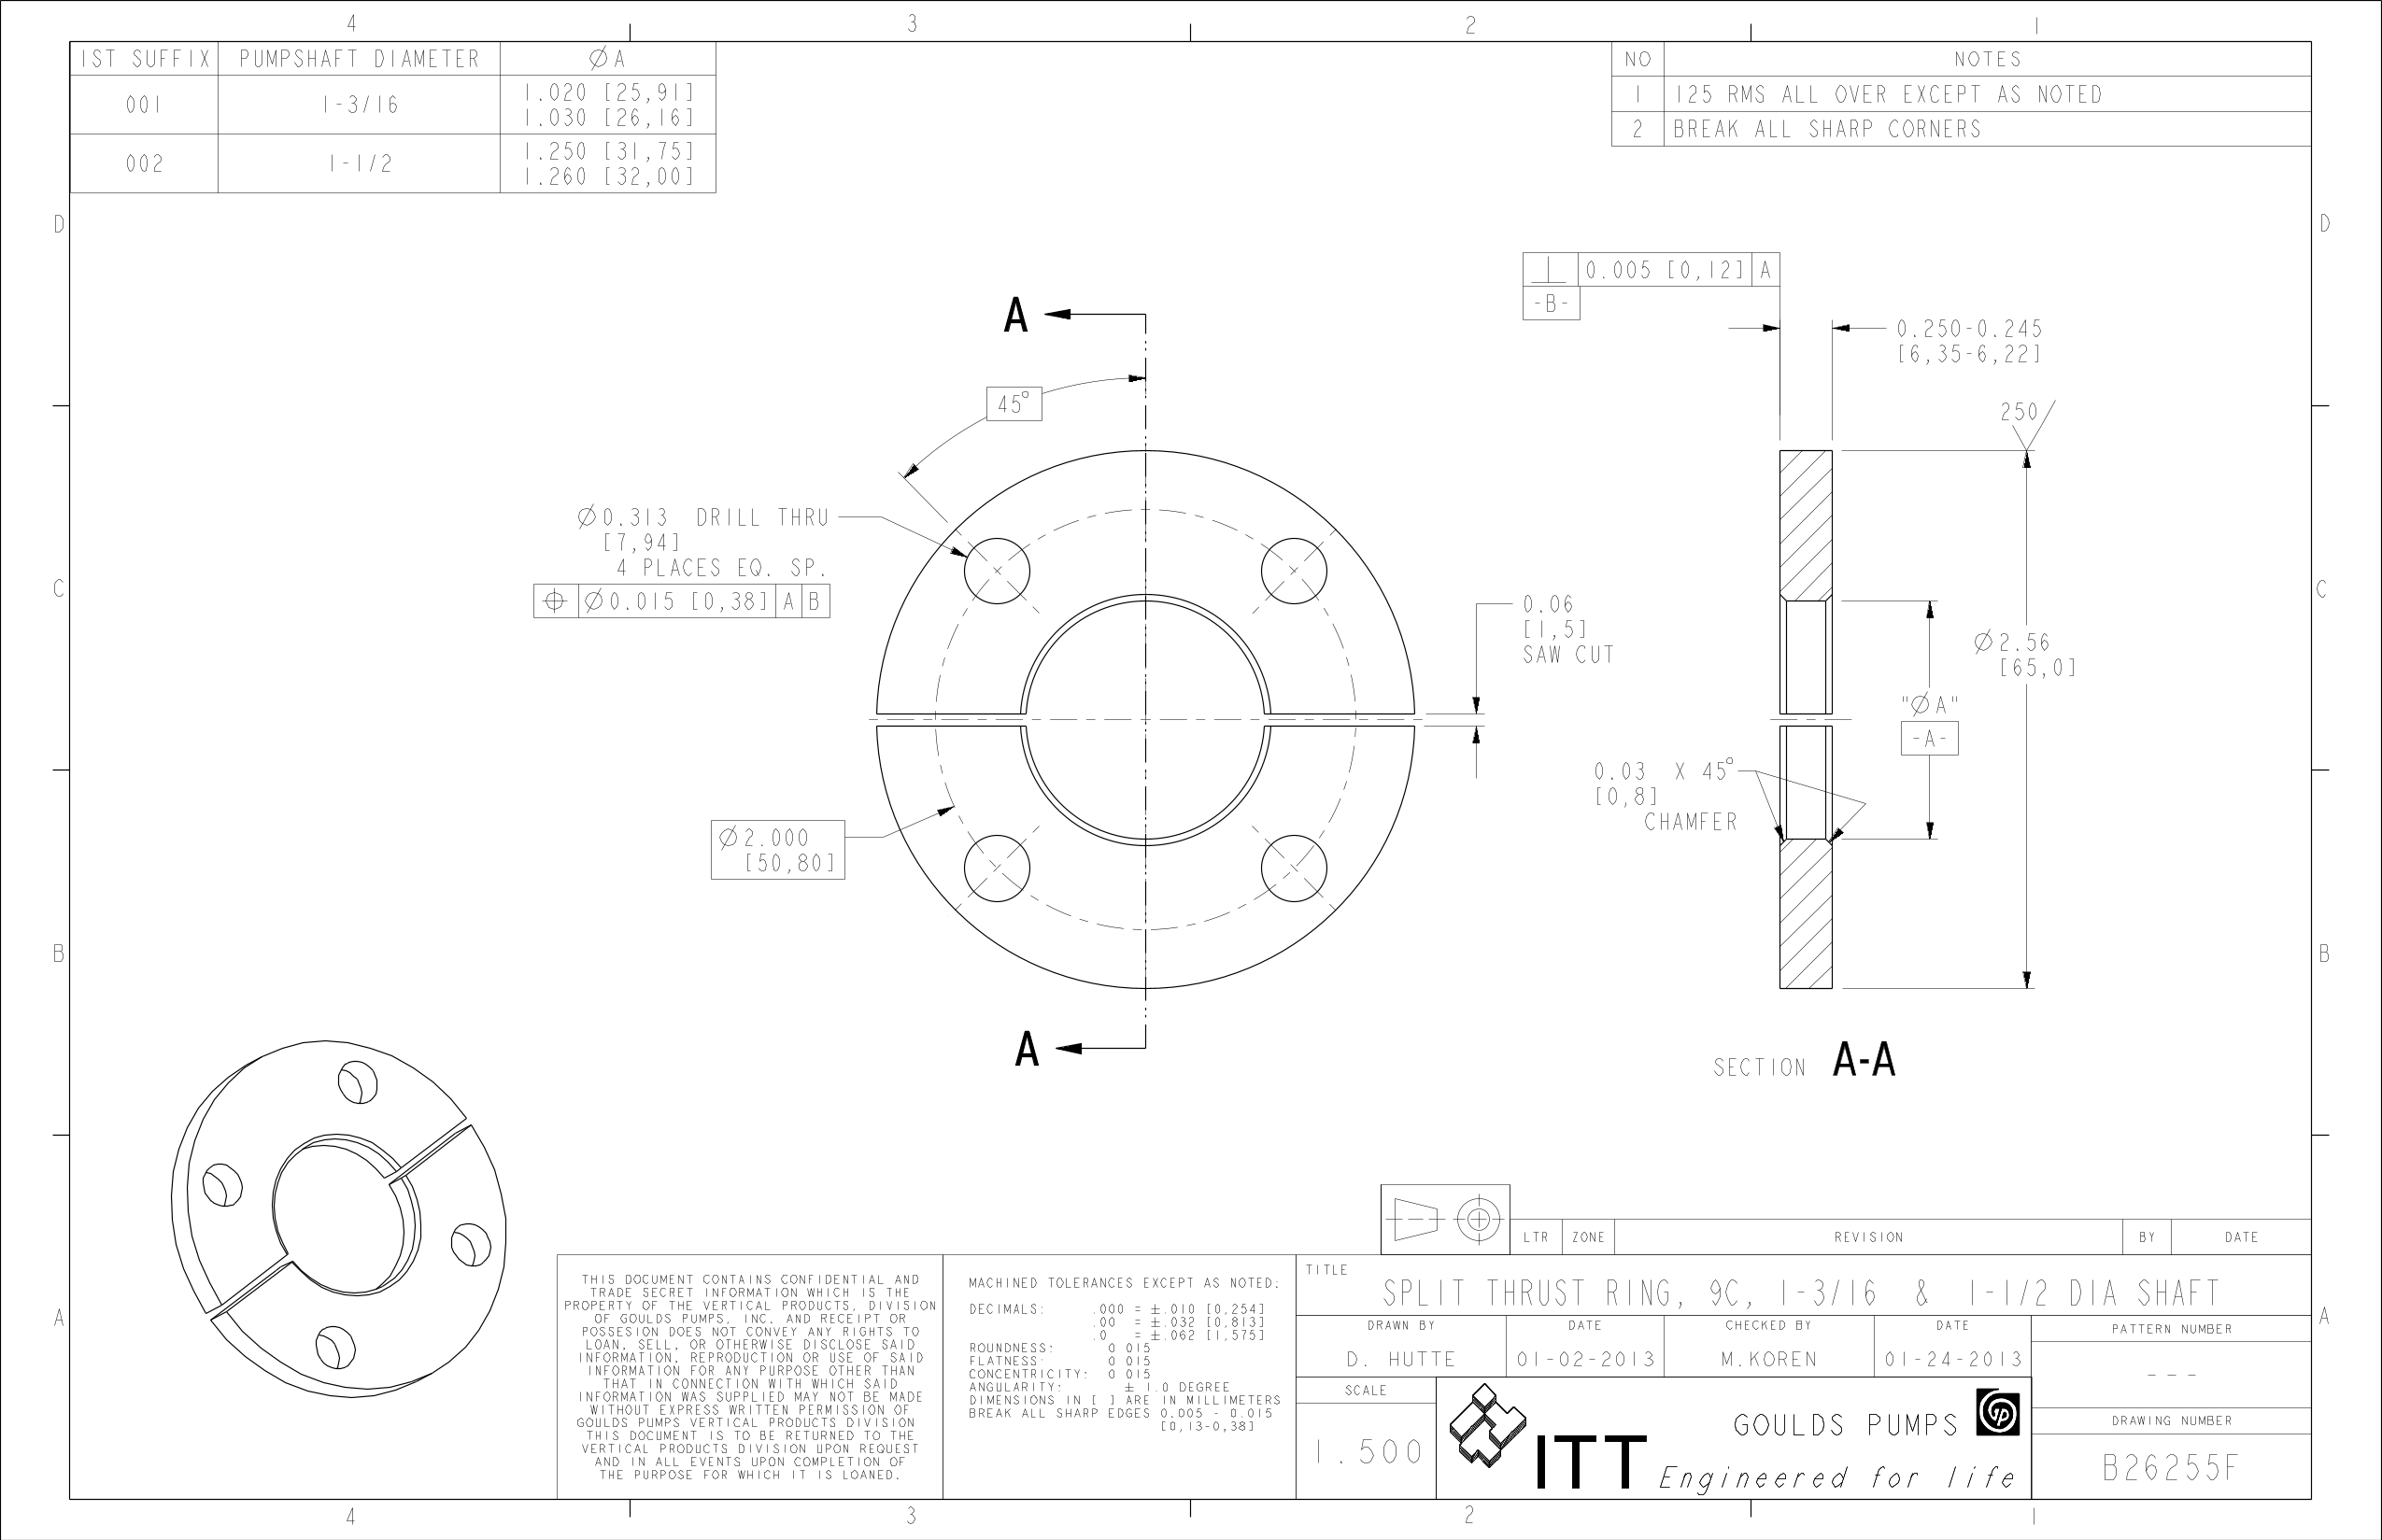 4 3 2 1
1ST SUFFIX PUMPSHAFT DIAMETER ØA
001 1-3/16 1.020 [25,91]
1.030 [26,16]
002 1-1/2 1.250 [31,75]
1.260 [32,00]
NO NOTES
1 125 RMS ALL OVER EXCEPT AS NOTED
2 BREAK ALL SHARP CORNERS
D D
⊥ 0.005 [0,12] A
-B-
A
0.250-0.245
[6,35-6,22]
45°
250
Ø0.313 DRILL THRU
[7,94]
4 PLACES EQ. SP.
⌖ Ø0.015 [0,38] A B
C C
0.06
[1,5]
SAW CUT
Ø2.56
[65,0]
"ØA"
-A-
0.03 X 45°
[0,8]
CHAMFER
Ø2.000
[50,80]
B B
A
SECTION A-A
LTR ZONE REVISION BY DATE
THIS DOCUMENT CONTAINS CONFIDENTIAL AND
TRADE SECRET INFORMATION WHICH IS THE
PROPERTY OF THE VERTICAL PRODUCTS, DIVISION
OF GOULDS PUMPS, INC. AND RECEIPT OR
POSSESION DOES NOT CONVEY ANY RIGHTS TO
LOAN, SELL, OR OTHERWISE DISCLOSE SAID
INFORMATION, REPRODUCTION OR USE OF SAID
INFORMATION FOR ANY PURPOSE OTHER THAN
THAT IN CONNECTION WITH WHICH SAID
INFORMATION WAS SUPPLIED MAY NOT BE MADE
WITHOUT EXPRESS WRITTEN PERMISSION OF
GOULDS PUMPS VERTICAL PRODUCTS DIVISION
THIS DOCUMENT IS TO BE RETURNED TO THE
VERTICAL PRODUCTS DIVISION UPON REQUEST
AND IN ALL EVENTS UPON COMPLETION OF
THE PURPOSE FOR WHICH IT IS LOANED.
MACHINED TOLERANCES EXCEPT AS NOTED:
DECIMALS: .000 = ±.010 [0,254]
.00 = ±.032 [0,813]
.0 = ±.062 [1,575]
ROUNDNESS: 0.015
FLATNESS: 0.015
CONCENTRICITY: 0.015
ANGULARITY: ± 1.0 DEGREE
DIMENSIONS IN [ ] ARE IN MILLIMETERS
BREAK ALL SHARP EDGES 0.005 - 0.015
[0,13-0,38]
TITLE
SPLIT THRUST RING, 9C, 1-3/16 & 1-1/2 DIA SHAFT
DRAWN BY DATE CHECKED BY DATE PATTERN NUMBER
D. HUTTE 01-02-2013 M.KOREN 01-24-2013 ---
SCALE
1.500
ITT
GOULDS PUMPS
Engineered for life
DRAWING NUMBER
B26255F
A A
4 3 2 1